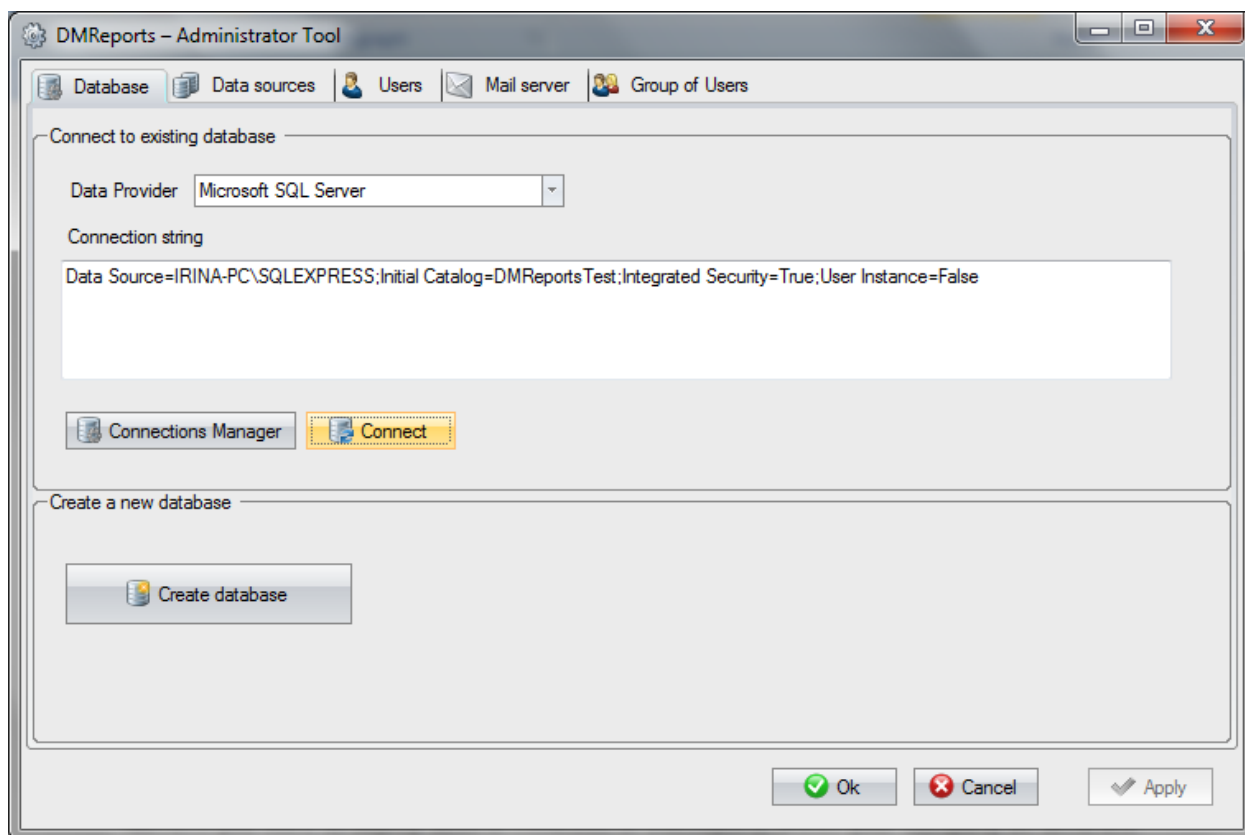 DMReports – Administrator Tool
Database Data sources Users Mail server Group of Users
Connect to existing database
Data Provider Microsoft SQL Server
Connection string
Data Source=IRINA-PC\SQLEXPRESS;Initial Catalog=DMReportsTest;Integrated Security=True;User Instance=False
Connections Manager Connect
Create a new database
Create database
Ok Cancel Apply